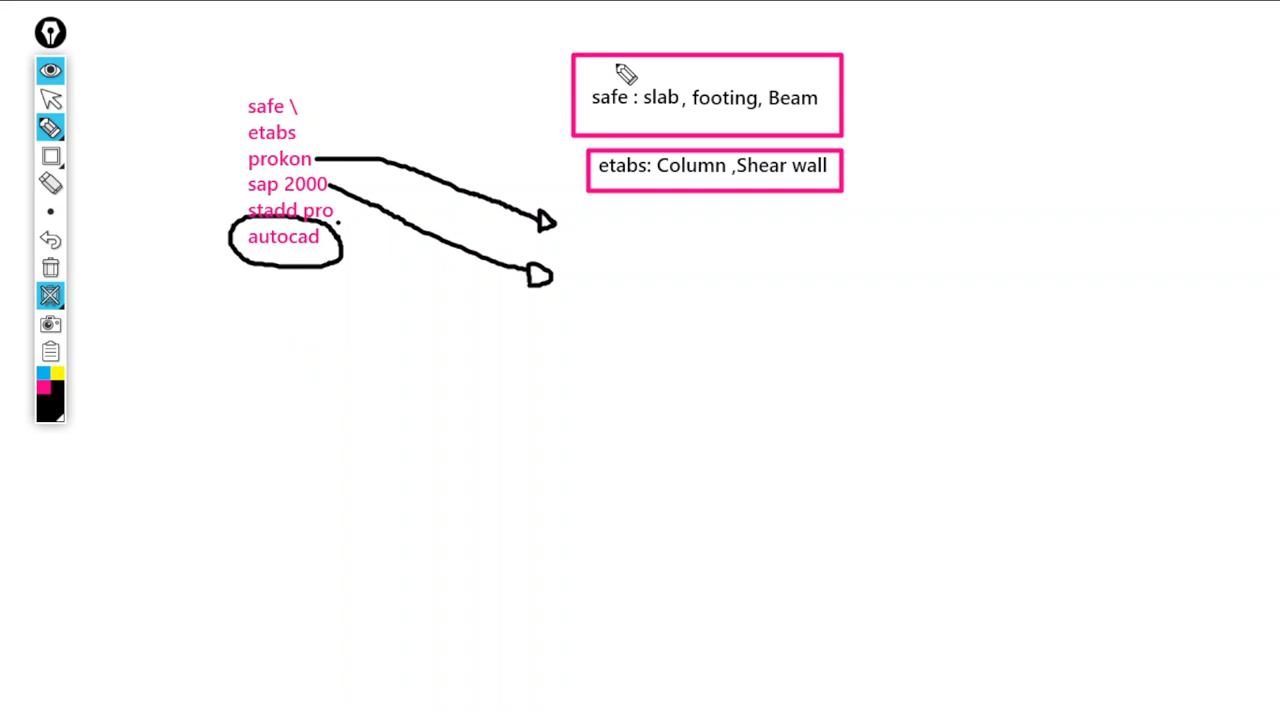 safe \
etabs
prokon
sap 2000
stadd pro
autocad
safe : slab, footing, Beam
etabs: Column ,Shear wall